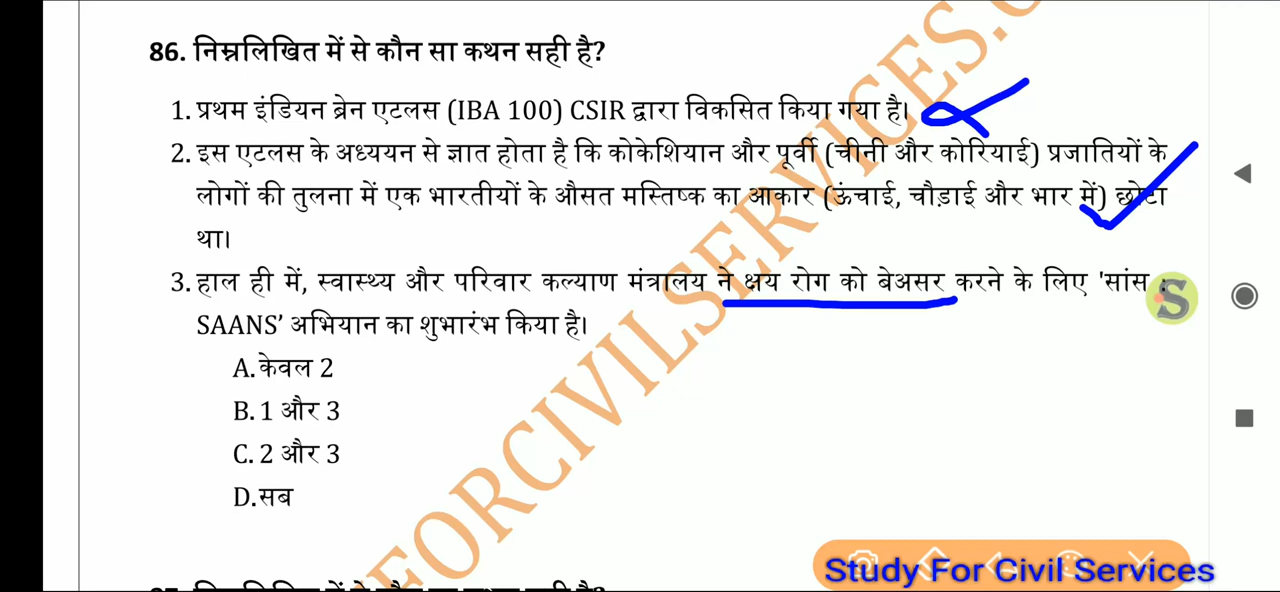 86. निम्नलिखित में से कौन सा कथन सही है?
1. प्रथम इंडियन ब्रेन एटलस (IBA 100) CSIR द्वारा विकसित किया गया है।
2. इस एटलस के अध्ययन से ज्ञात होता है कि कोकेशियान और पूर्वी (चीनी और कोरियाई) प्रजातियों के
लोगों की तुलना में एक भारतीयों के औसत मस्तिष्क का आकार (ऊंचाई, चौड़ाई और भार में) छोटा
था।
3. हाल ही में, स्वास्थ्य और परिवार कल्याण मंत्रालय ने क्षय रोग को बेअसर करने के लिए 'सांस :
SAANS’ अभियान का शुभारंभ किया है।
A. केवल 2
B. 1 और 3
C. 2 और 3
D. सब
FORCIVILSERVICES.
S
Study For Civil Services